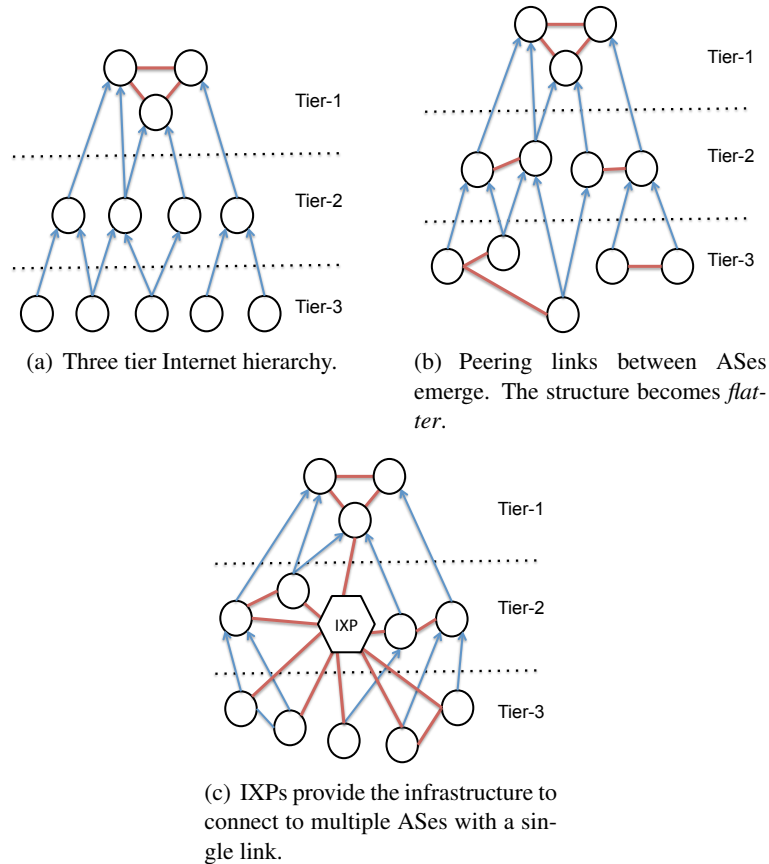 Tier-1
Tier-2
Tier-3
(a) Three tier Internet hierarchy.
Tier-1
Tier-2
Tier-3
(b) Peering links between ASes
emerge. The structure becomes flat-
ter.
Tier-1
IXP
Tier-2
Tier-3
(c) IXPs provide the infrastructure to
connect to multiple ASes with a sin-
gle link.